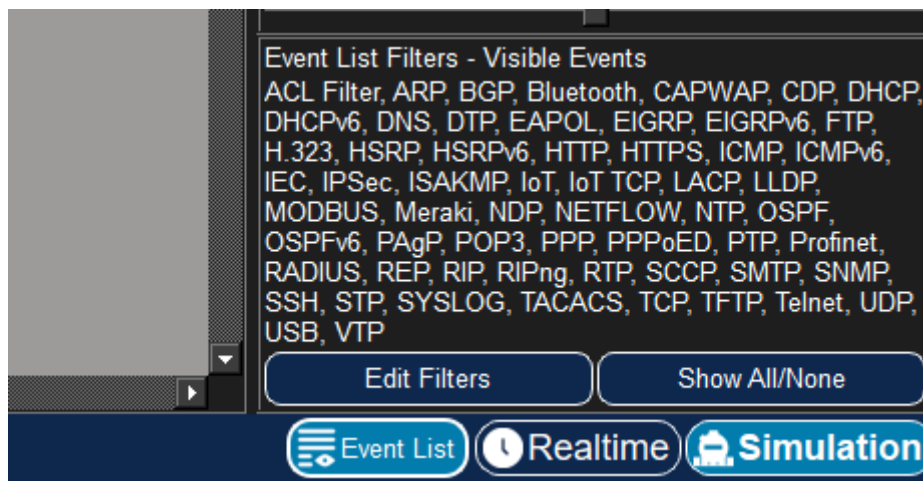 Event List Filters - Visible Events
ACL Filter, ARP, BGP, Bluetooth, CAPWAP, CDP, DHCP,
DHCPv6, DNS, DTP, EAPOL, EIGRP, EIGRPv6, FTP,
H.323, HSRP, HSRPv6, HTTP, HTTPS, ICMP, ICMPv6,
IEC, IPSec, ISAKMP, IoT, IoT TCP, LACP, LLDP,
MODBUS, Meraki, NDP, NETFLOW, NTP, OSPF,
OSPFv6, PAgP, POP3, PPP, PPPoED, PTP, Profinet,
RADIUS, REP, RIP, RIPng, RTP, SCCP, SMTP, SNMP,
SSH, STP, SYSLOG, TACACS, TCP, TFTP, Telnet, UDP,
USB, VTP
Edit Filters Show All/None
Event List Realtime Simulation